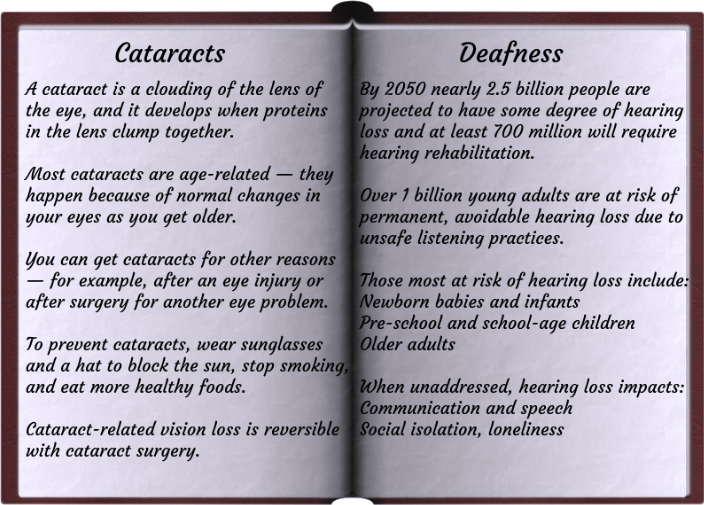 Cataracts
A cataract is a clouding of the lens of
the eye, and it develops when proteins
in the lens clump together.
Most cataracts are age-related — they
happen because of normal changes in
your eyes as you get older.
You can get cataracts for other reasons
— for example, after an eye injury or
after surgery for another eye problem.
To prevent cataracts, wear sunglasses
and a hat to block the sun, stop smoking,
and eat more healthy foods.
Cataract-related vision loss is reversible
with cataract surgery.
Deafness
By 2050 nearly 2.5 billion people are
projected to have some degree of hearing
loss and at least 700 million will require
hearing rehabilitation.
Over 1 billion young adults are at risk of
permanent, avoidable hearing loss due to
unsafe listening practices.
Those most at risk of hearing loss include:
Newborn babies and infants
Pre-school and school-age children
Older adults
When unaddressed, hearing loss impacts:
Communication and speech
Social isolation, loneliness